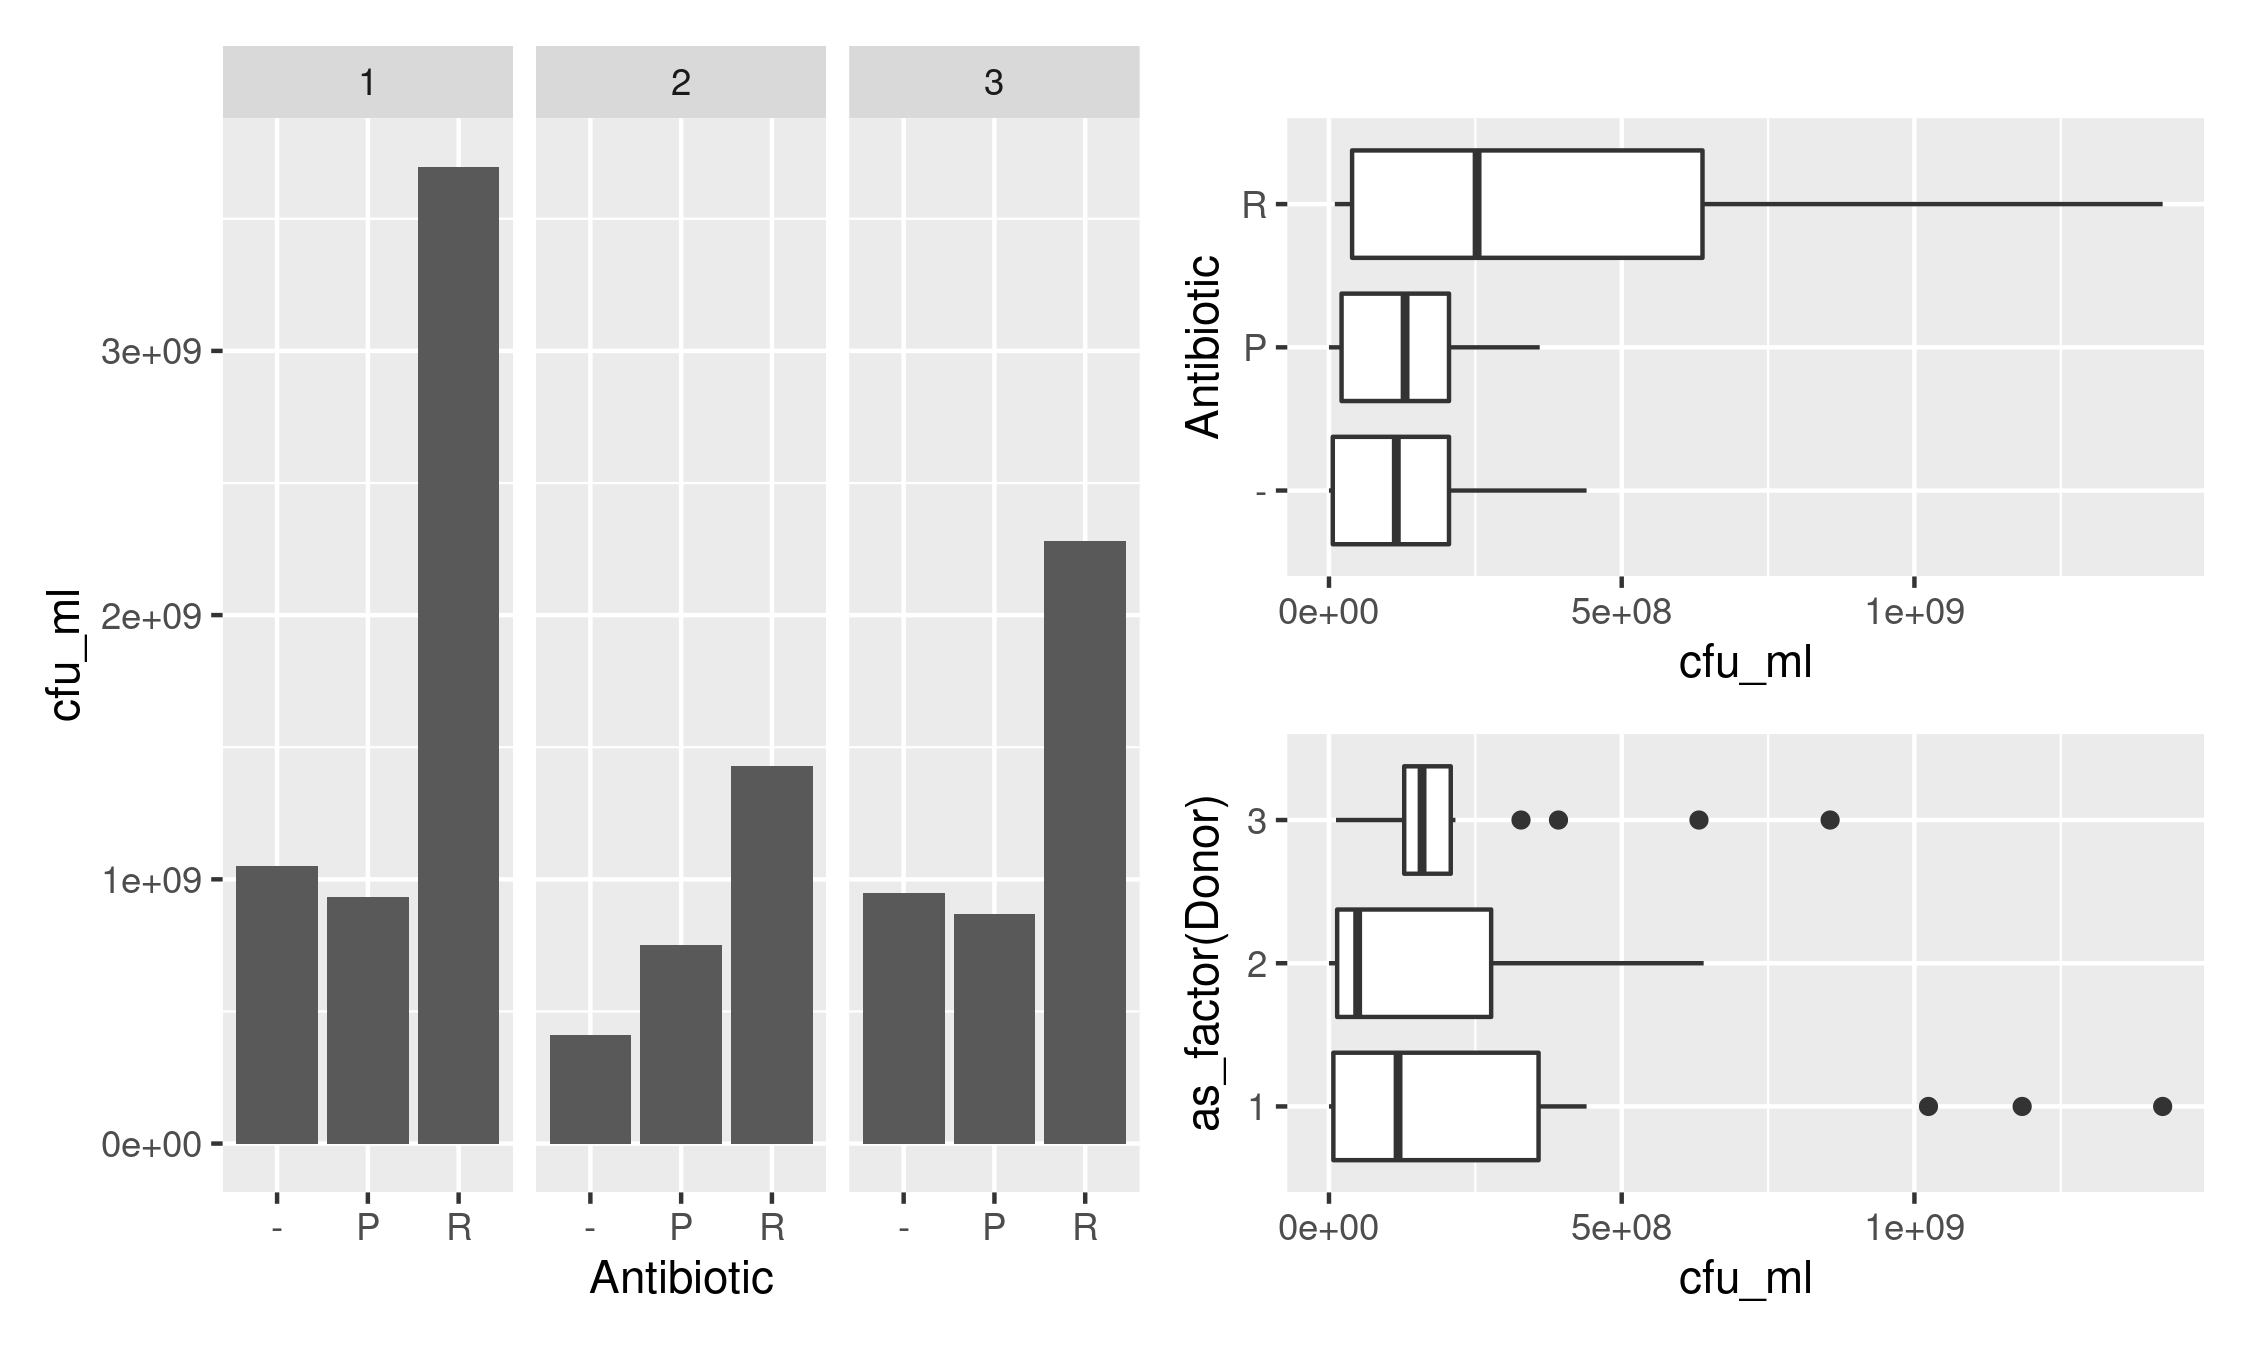 1 2 3
cfu_ml
3e+09
2e+09
1e+09
0e+00
- P R - P R - P R
Antibiotic
Antibiotic
R
P
-
0e+00 5e+08 1e+09
cfu_ml
as_factor(Donor)
3
2
1
0e+00 5e+08 1e+09
cfu_ml